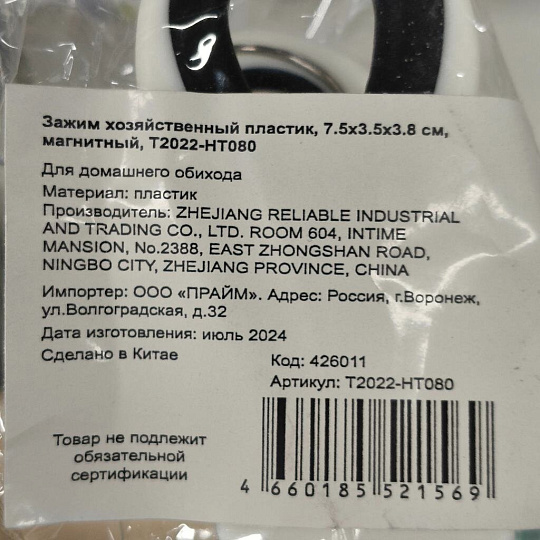 Зажим хозяйственный пластик, 7.5х3.5х3.8 см,
магнитный, Т2022-НТ080
Для домашнего обихода
Материал: пластик
Производитель: ZHEJIANG RELIABLE INDUSTRIAL
AND TRADING CO., LTD. ROOM 604, INTIME
MANSION, No.2388, EAST ZHONGSHAN ROAD,
NINGBO CITY, ZHEJIANG PROVINCE, CHINA
Импортер: ООО «ПРАЙМ». Адрес: Россия, г.Воронеж,
ул.Волгоградская, д.32
Дата изготовления: июль 2024
Сделано в Китае
Код: 426011
Артикул: T2022-HT080
Товар не подлежит
обязательной
сертификации
4 660185 521569